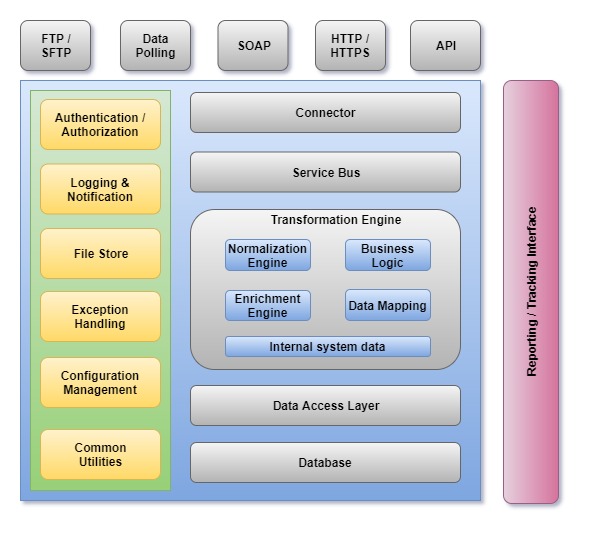 FTP /
SFTP
Data
Polling
SOAP
HTTP /
HTTPS
API
Authentication /
Authorization
Logging &
Notification
File Store
Exception
Handling
Configuration
Management
Common
Utilities
Connector
Service Bus
Transformation Engine
Normalization
Engine
Business
Logic
Enrichment
Engine
Data Mapping
Internal system data
Data Access Layer
Database
Reporting / Tracking Interface